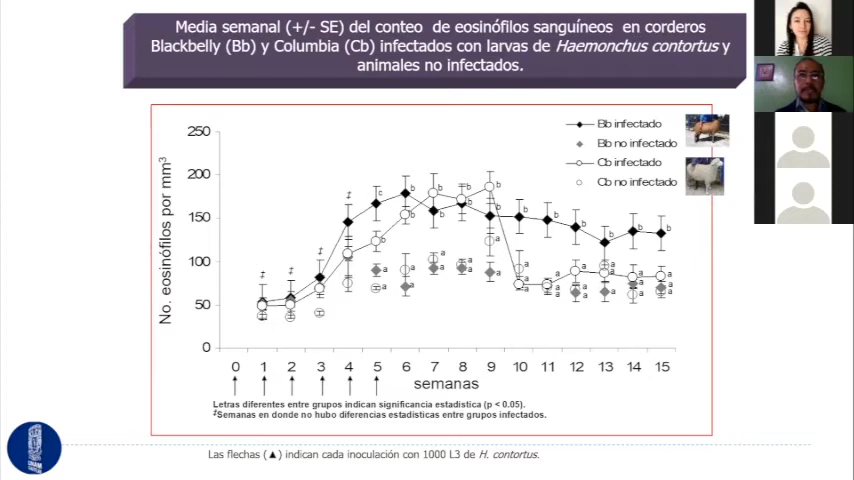 Media semanal (+/- SE) del conteo de eosinófilos sanguíneos en corderos
Blackbelly (Bb) y Columbia (Cb) infectados con larvas de Haemonchus contortus y
animales no infectados.
No. eosinófilos por mm3
250
200
150
100
50
0
Bb infectado
Bb no infectado
Cb infectado
Cb no infectado
‡ ‡ ‡ ‡
0 1 2 3 4 5 6 7 8 9 10 11 12 13 14 15
semanas
Letras diferentes entre grupos indican significancia estadística (p < 0.05).
‡Semanas en donde no hubo diferencias estadisticas entre grupos infectados.
Las flechas (▲) indican cada inoculación con 1000 L3 de H. contortus.
UNAM